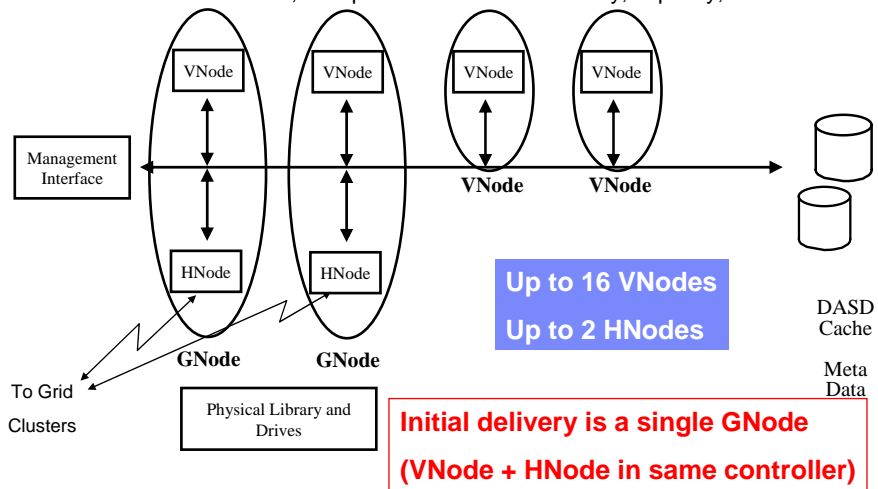 VNode
VNode
VNode
VNode
Management
Interface
VNode
VNode
HNode
HNode
Up to 16 VNodes
Up to 2 HNodes
DASD
Cache
GNode
GNode
Meta
Data
To Grid
Clusters
Physical Library and
Drives
Initial delivery is a single GNode
(VNode + HNode in same controller)